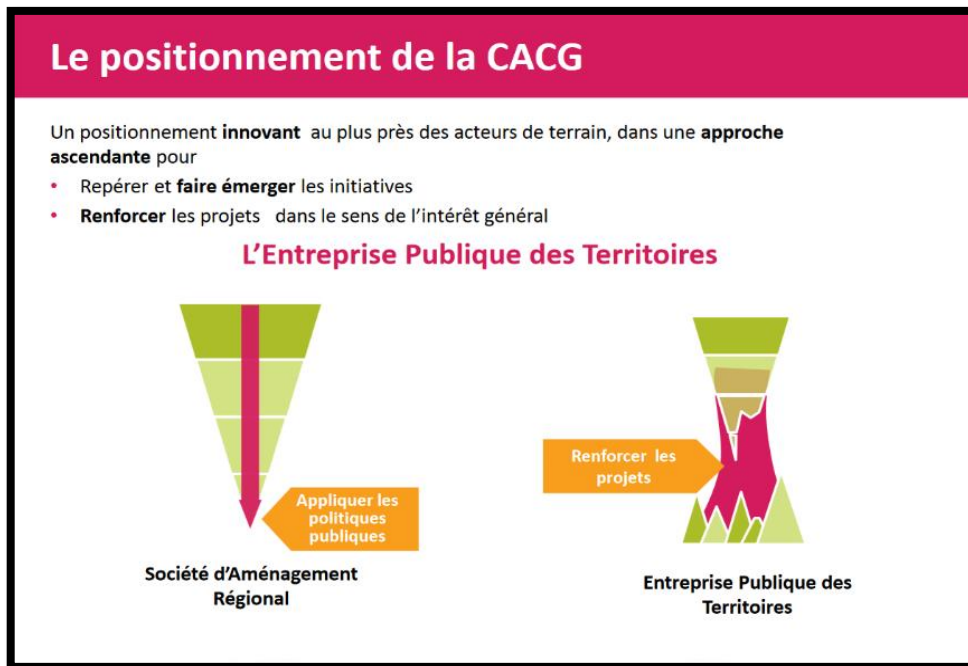 Le positionnement de la CACG
Un positionnement innovant au plus près des acteurs de terrain, dans une approche
ascendante pour
• Repérer et faire émerger les initiatives
• Renforcer les projets dans le sens de l'intérêt général
L'Entreprise Publique des Territoires
Appliquer les
politiques
publiques
Société d'Aménagement
Régional
Renforcer les
projets
Entreprise Publique des
Territoires